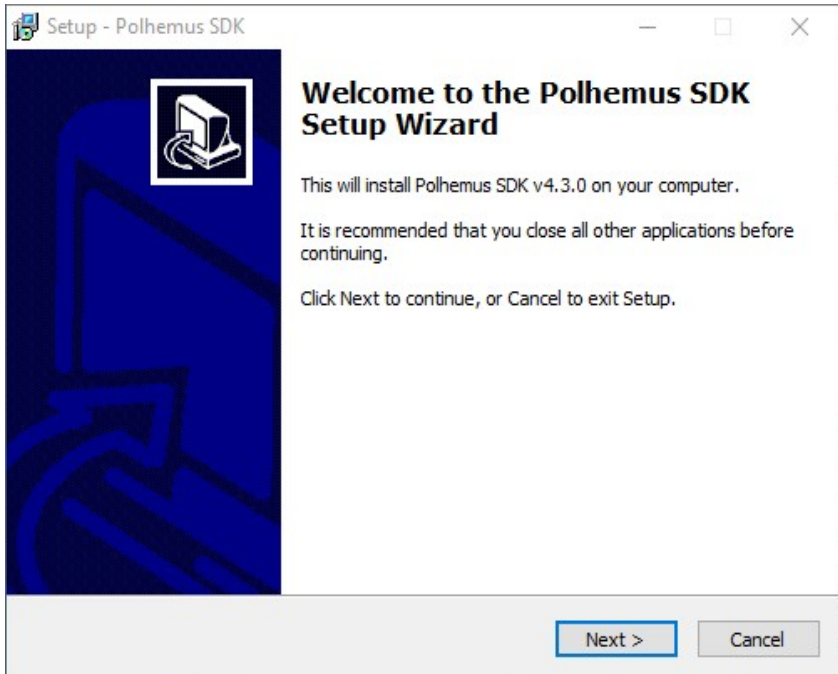 Setup - Polhemus SDK
Welcome to the Polhemus SDK
Setup Wizard
This will install Polhemus SDK v4.3.0 on your computer.
It is recommended that you close all other applications before
continuing.
Click Next to continue, or Cancel to exit Setup.
Next >
Cancel